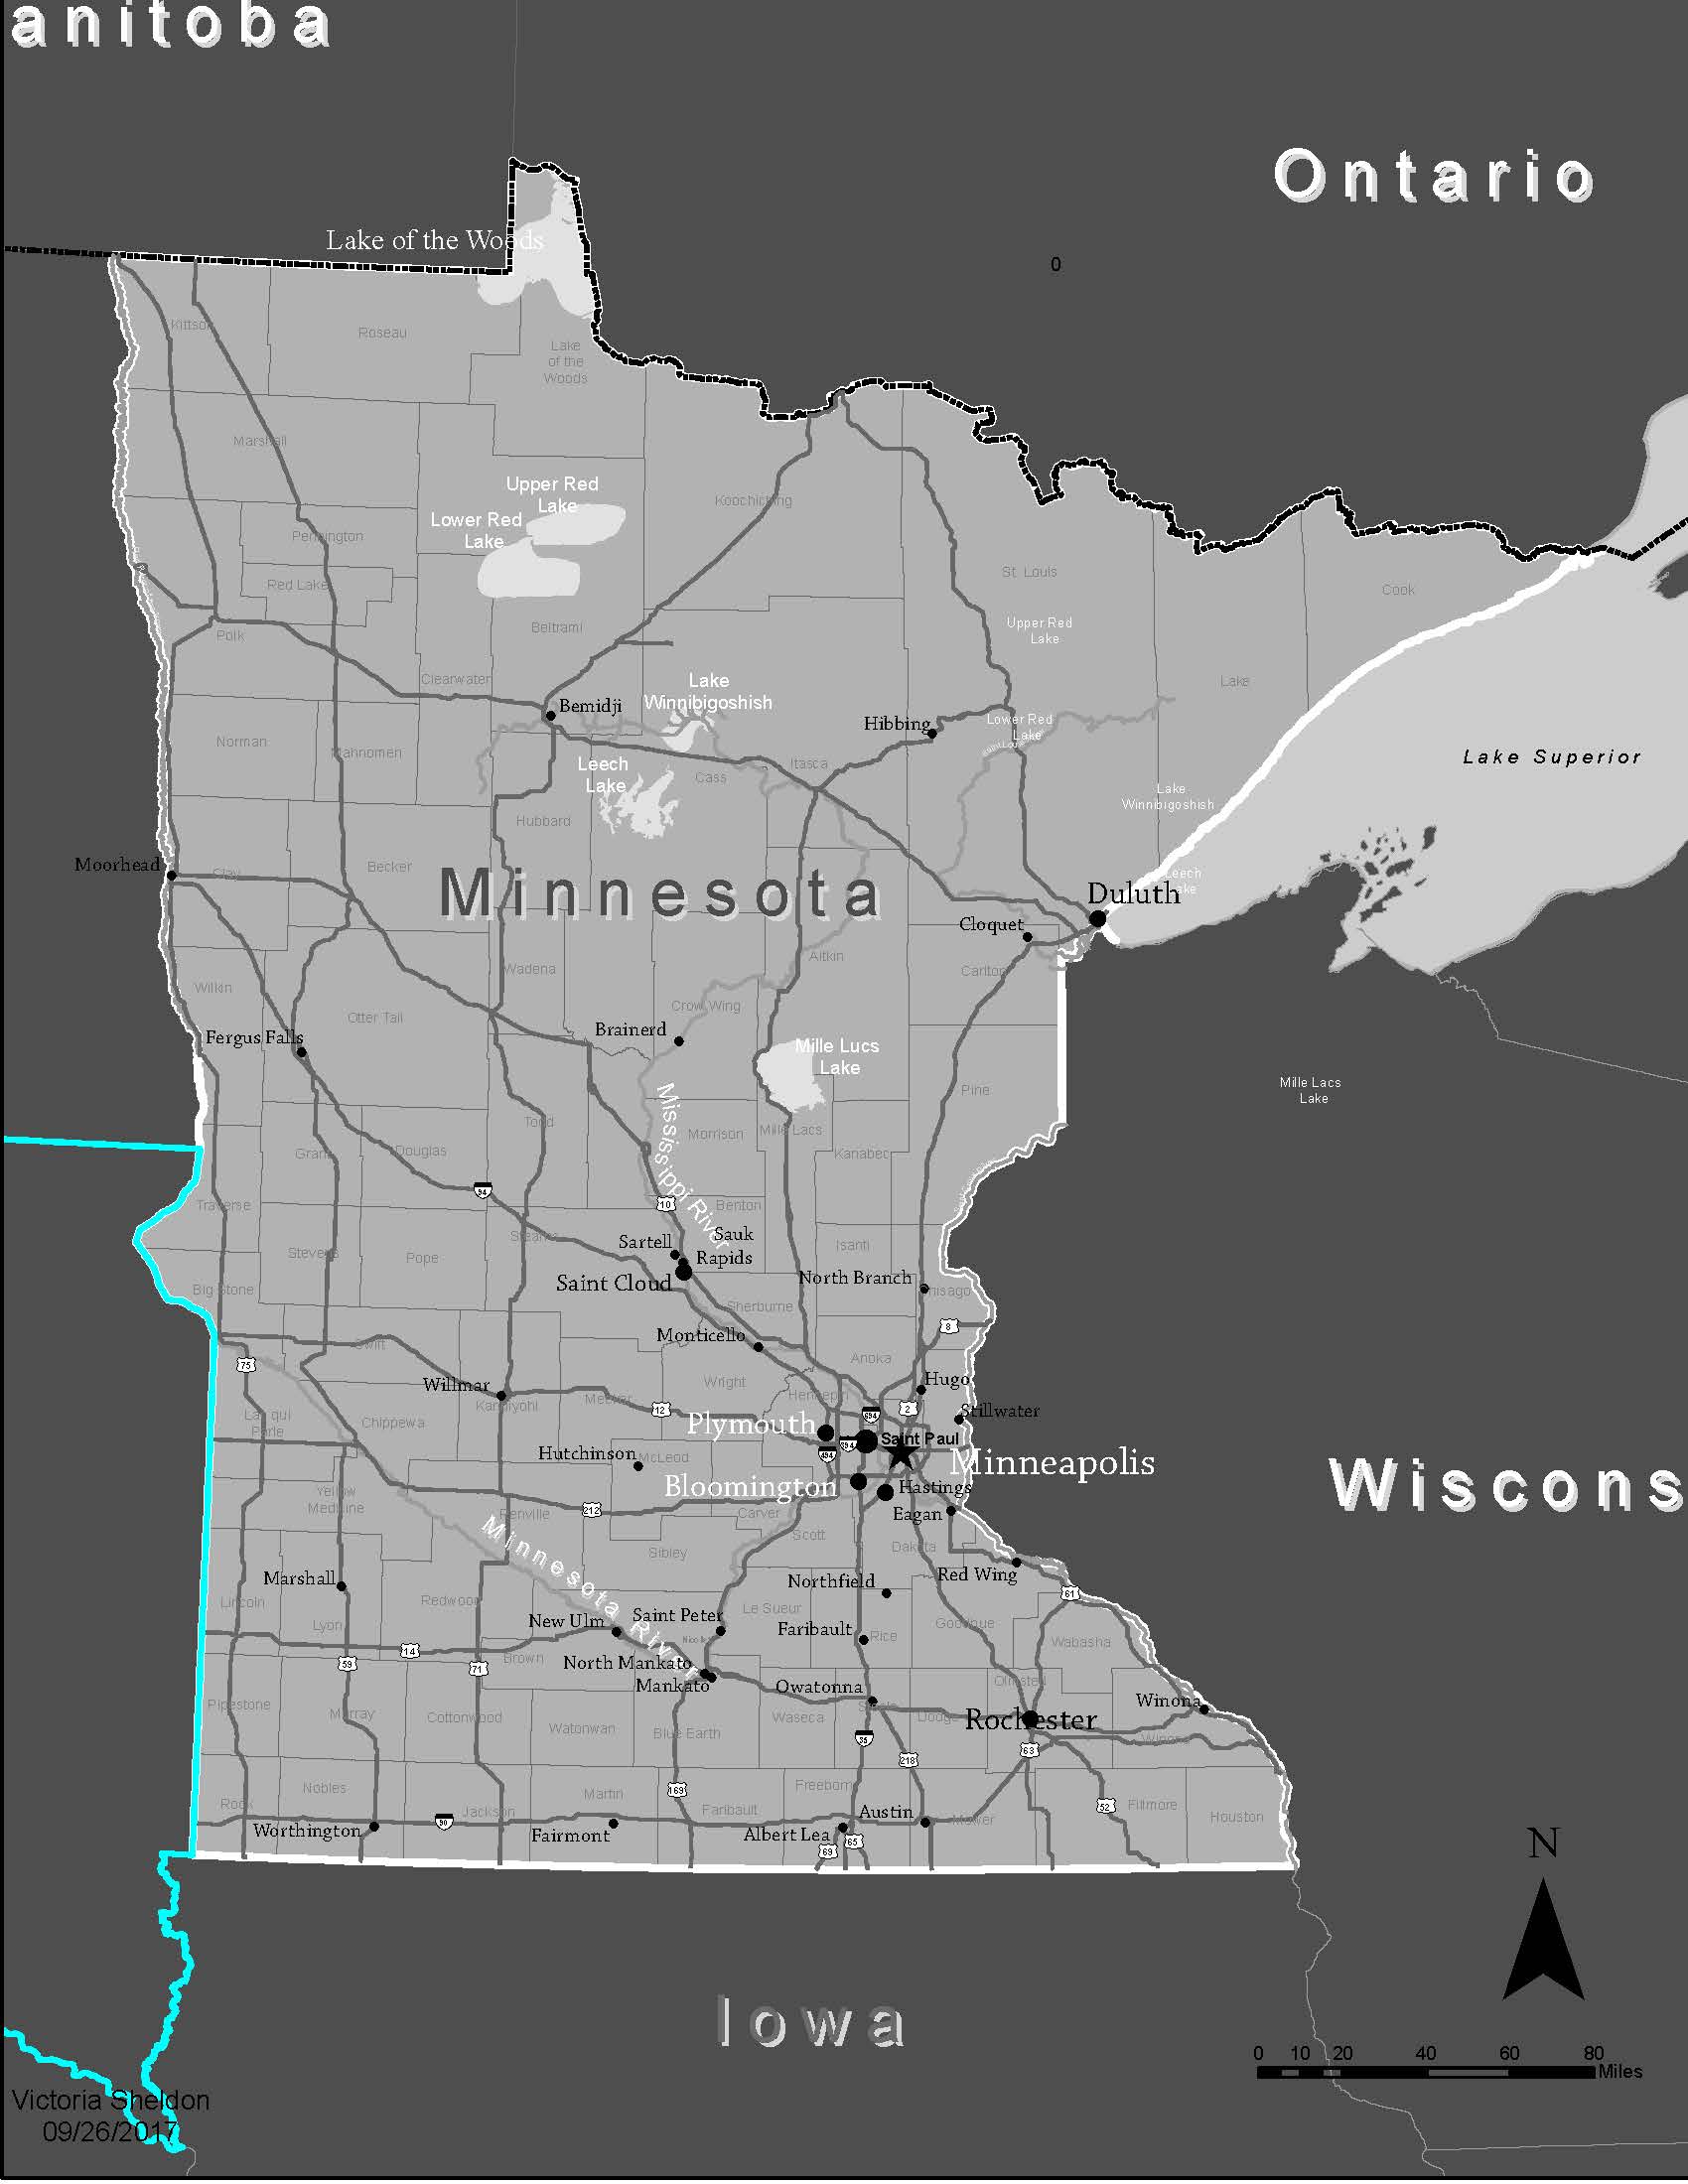 anitoba
Ontario
Lake of the Woods
0
Kittson
Roseau
Lake
of the
Woods
Marshall
Upper Red
Lake
Lower Red
Lake
Koochiching
Pennington
Red Lake
St. Louis
Cook
Upper Red
Lake
Polk
Beltrami
Clearwater
Lake
Winnibigoshish
Lake
Bemidji
Hibbing
Lower Red
Lake
Norman
Mahnomen
Leech
Lake
Cass
Itasca
Lake Superior
Lake
Winnibigoshish
Hubbard
Moorhead
Clay
Becker
Minnesota
Leech
Lake
Duluth
Cloquet
Aitkin
Carlton
Wadena
Wilkin
Otter Tail
Crow Wing
Brainerd
Fergus Falls
Mille Lucs
Lake
Pine
Mille Lacs
Lake
Mississippi River
Todd
Morrison
Mille Lacs
Kanabec
Grant
Douglas
94
10
Benton
Traverse
Stevens
Pope
Stearns
Sartell
Sauk
Rapids
Isanti
Saint Cloud
North Branch
Chisago
Big Stone
Sherburne
8
Monticello
Swift
75
Anoka
Willmar
Kandiyohi
Meeker
Wright
Hennepin
Hugo
12
694
2
Stillwater
Lac qui
Parle
Chippewa
Plymouth
494
394
Saint Paul
Minneapolis
Hutchinson
McLeod
Bloomington
Hastings
Eagan
Wiscons
Yellow
Medicine
Renville
212
Carver
Scott
Dakota
Minnesota River
Sibley
Marshall
Northfield
Red Wing
61
Lincoln
Lyon
Redwood
New Ulm
Saint Peter
Nicollet
Le Sueur
Faribault
Rice
Goodhue
Wabasha
14
59
71
Brown
North Mankato
Mankato
Owatonna
Steele
Olmsted
Winona
Pipestone
Murray
Cottonwood
Watonwan
Blue Earth
Waseca
Dodge
Rochester
Winona
35
218
63
Nobles
Rock
Jackson
Martin
169
Faribault
Freeborn
Mower
52
Fillmore
Houston
Worthington
90
Fairmont
Albert Lea
69
65
Austin
N
Iowa
0 10 20 40 60 80
Miles
Victoria Sheldon
09/26/2017